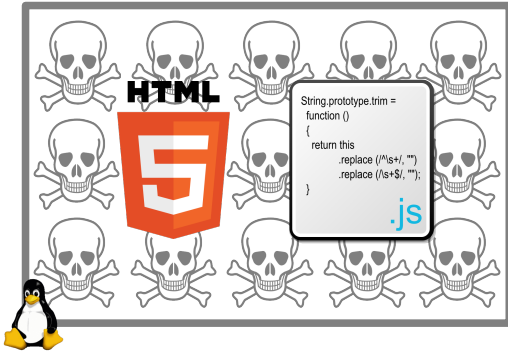 HTML
5
String.prototype.trim =
function ()
{
return this
.replace (/^\s+/, "")
.replace (/\s+$/, "");
}
.js